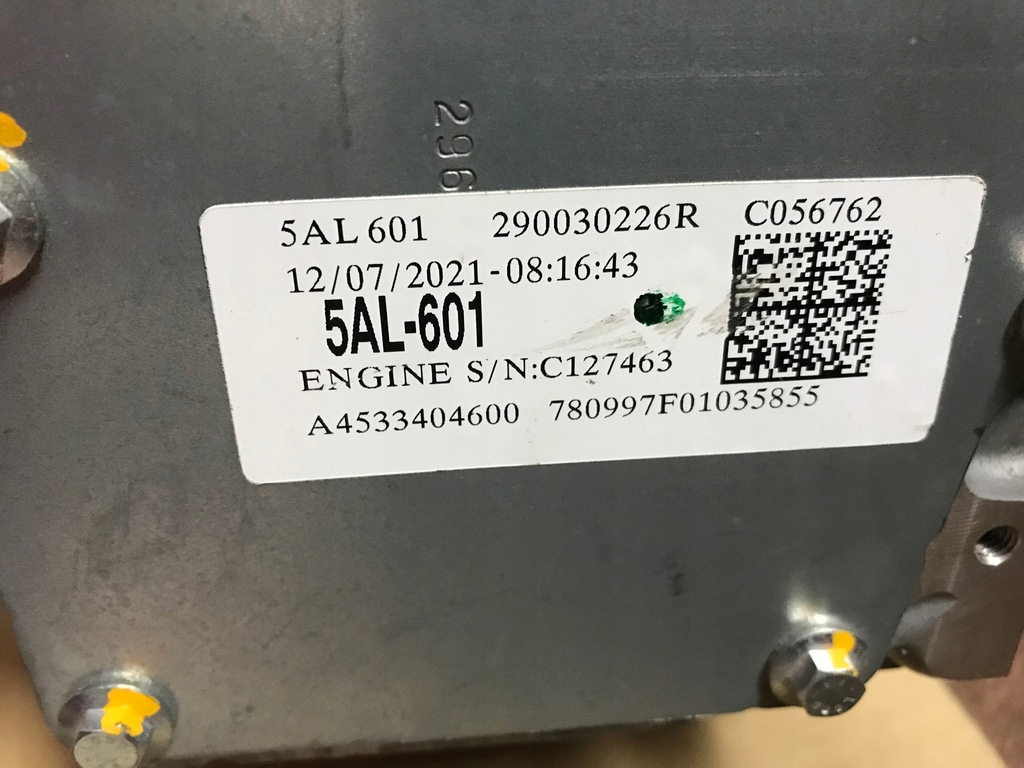 296
5AL 601 290030226R C056762
12/07/2021-08:16:43
5AL-601
ENGINE S/N:C127463
A4533404600 780997F01035855